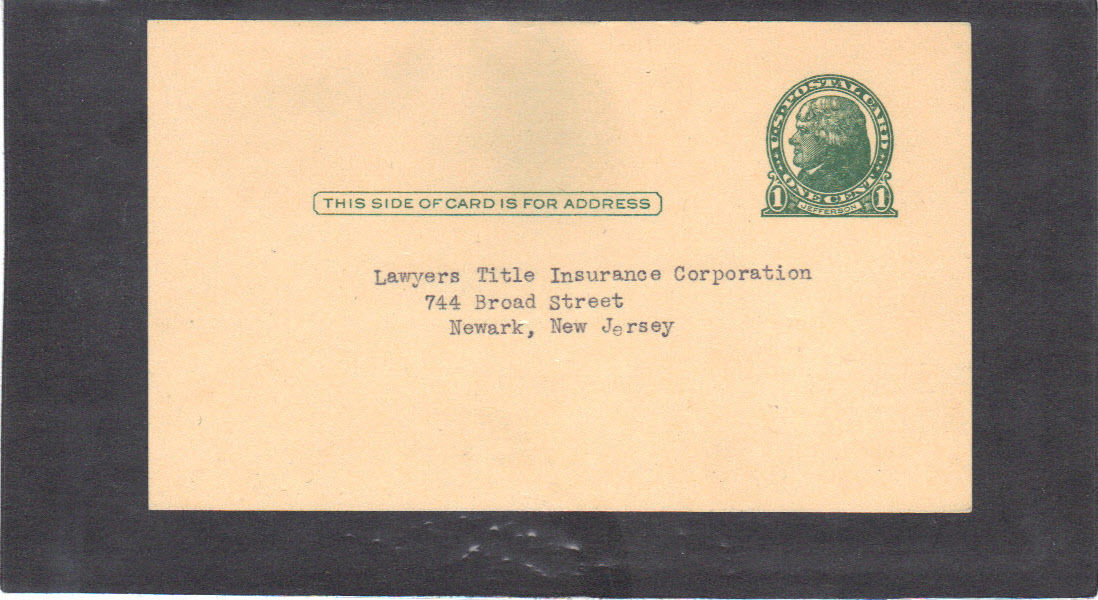 U.S. POSTAL CARD
ONE CENT
1 JEFFERSON 1
THIS SIDE OF CARD IS FOR ADDRESS
Lawyers Title Insurance Corporation
744 Broad Street
Newark, New Jersey